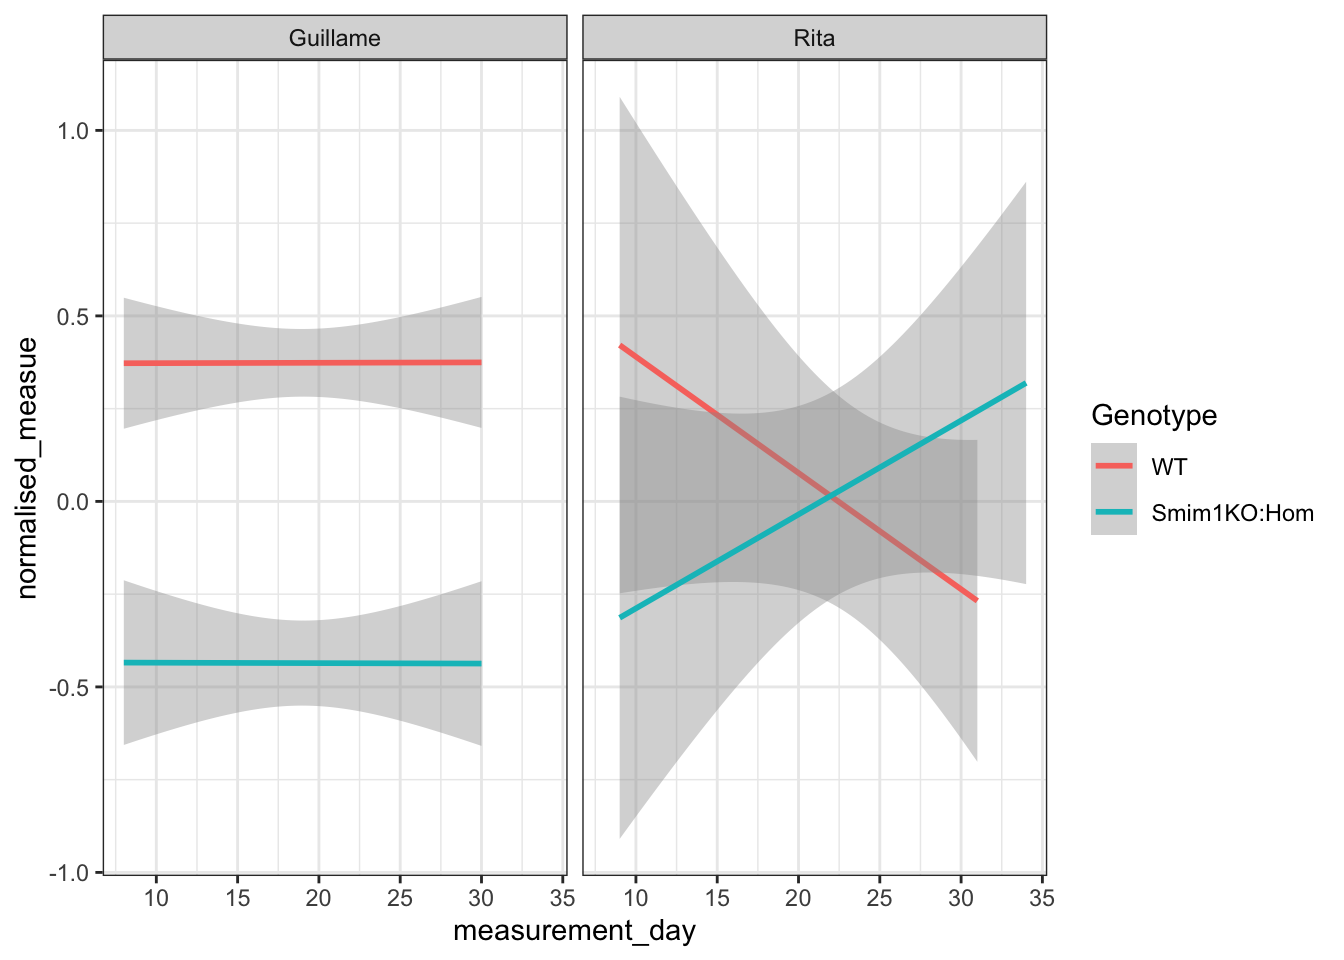 Guillame
Rita
1.0
0.5
0.0
-0.5
-1.0
normalised_measue
10 15 20 25 30 35
10 15 20 25 30 35
measurement_day
Genotype
WT
Smim1KO:Hom